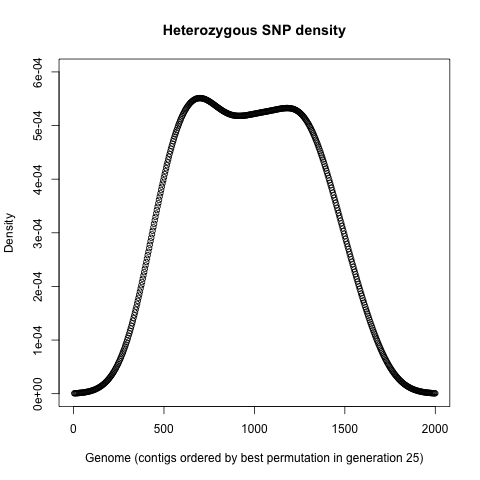 Heterozygous SNP density
6e-04
5e-04
4e-04
3e-04
2e-04
1e-04
0e+00
Density
0 500 1000 1500 2000
Genome (contigs ordered by best permutation in generation 25)